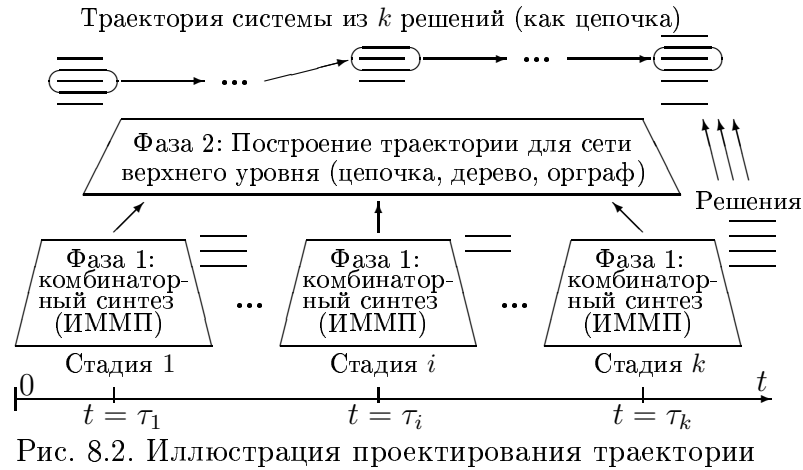 Траектория системы из k решений (как цепочка)
...
...
Фаза 2: Построение траектории для сети
верхнего уровня (цепочка, дерево, орграф)
Решения
Фаза 1:
комбинатор-
ный синтез
(ИММП)
Стадия 1
...
Фаза 1:
комбинатор-
ный синтез
(ИММП)
Стадия i
...
Фаза 1:
комбинатор-
ный синтез
(ИММП)
Стадия k
0
t
t = τ₁
t = τᵢ
t = τₖ
Рис. 8.2. Иллюстрация проектирования траектории